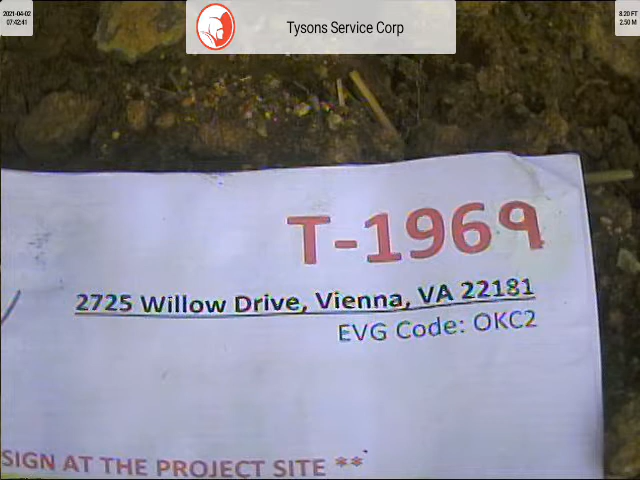 2021-04-02
07:42:41
Tysons Service Corp
8.20 FT
2.50 M
T-1969
2725 Willow Drive, Vienna, VA 22181
EVG Code: OKC2
SIGN AT THE PROJECT SITE **